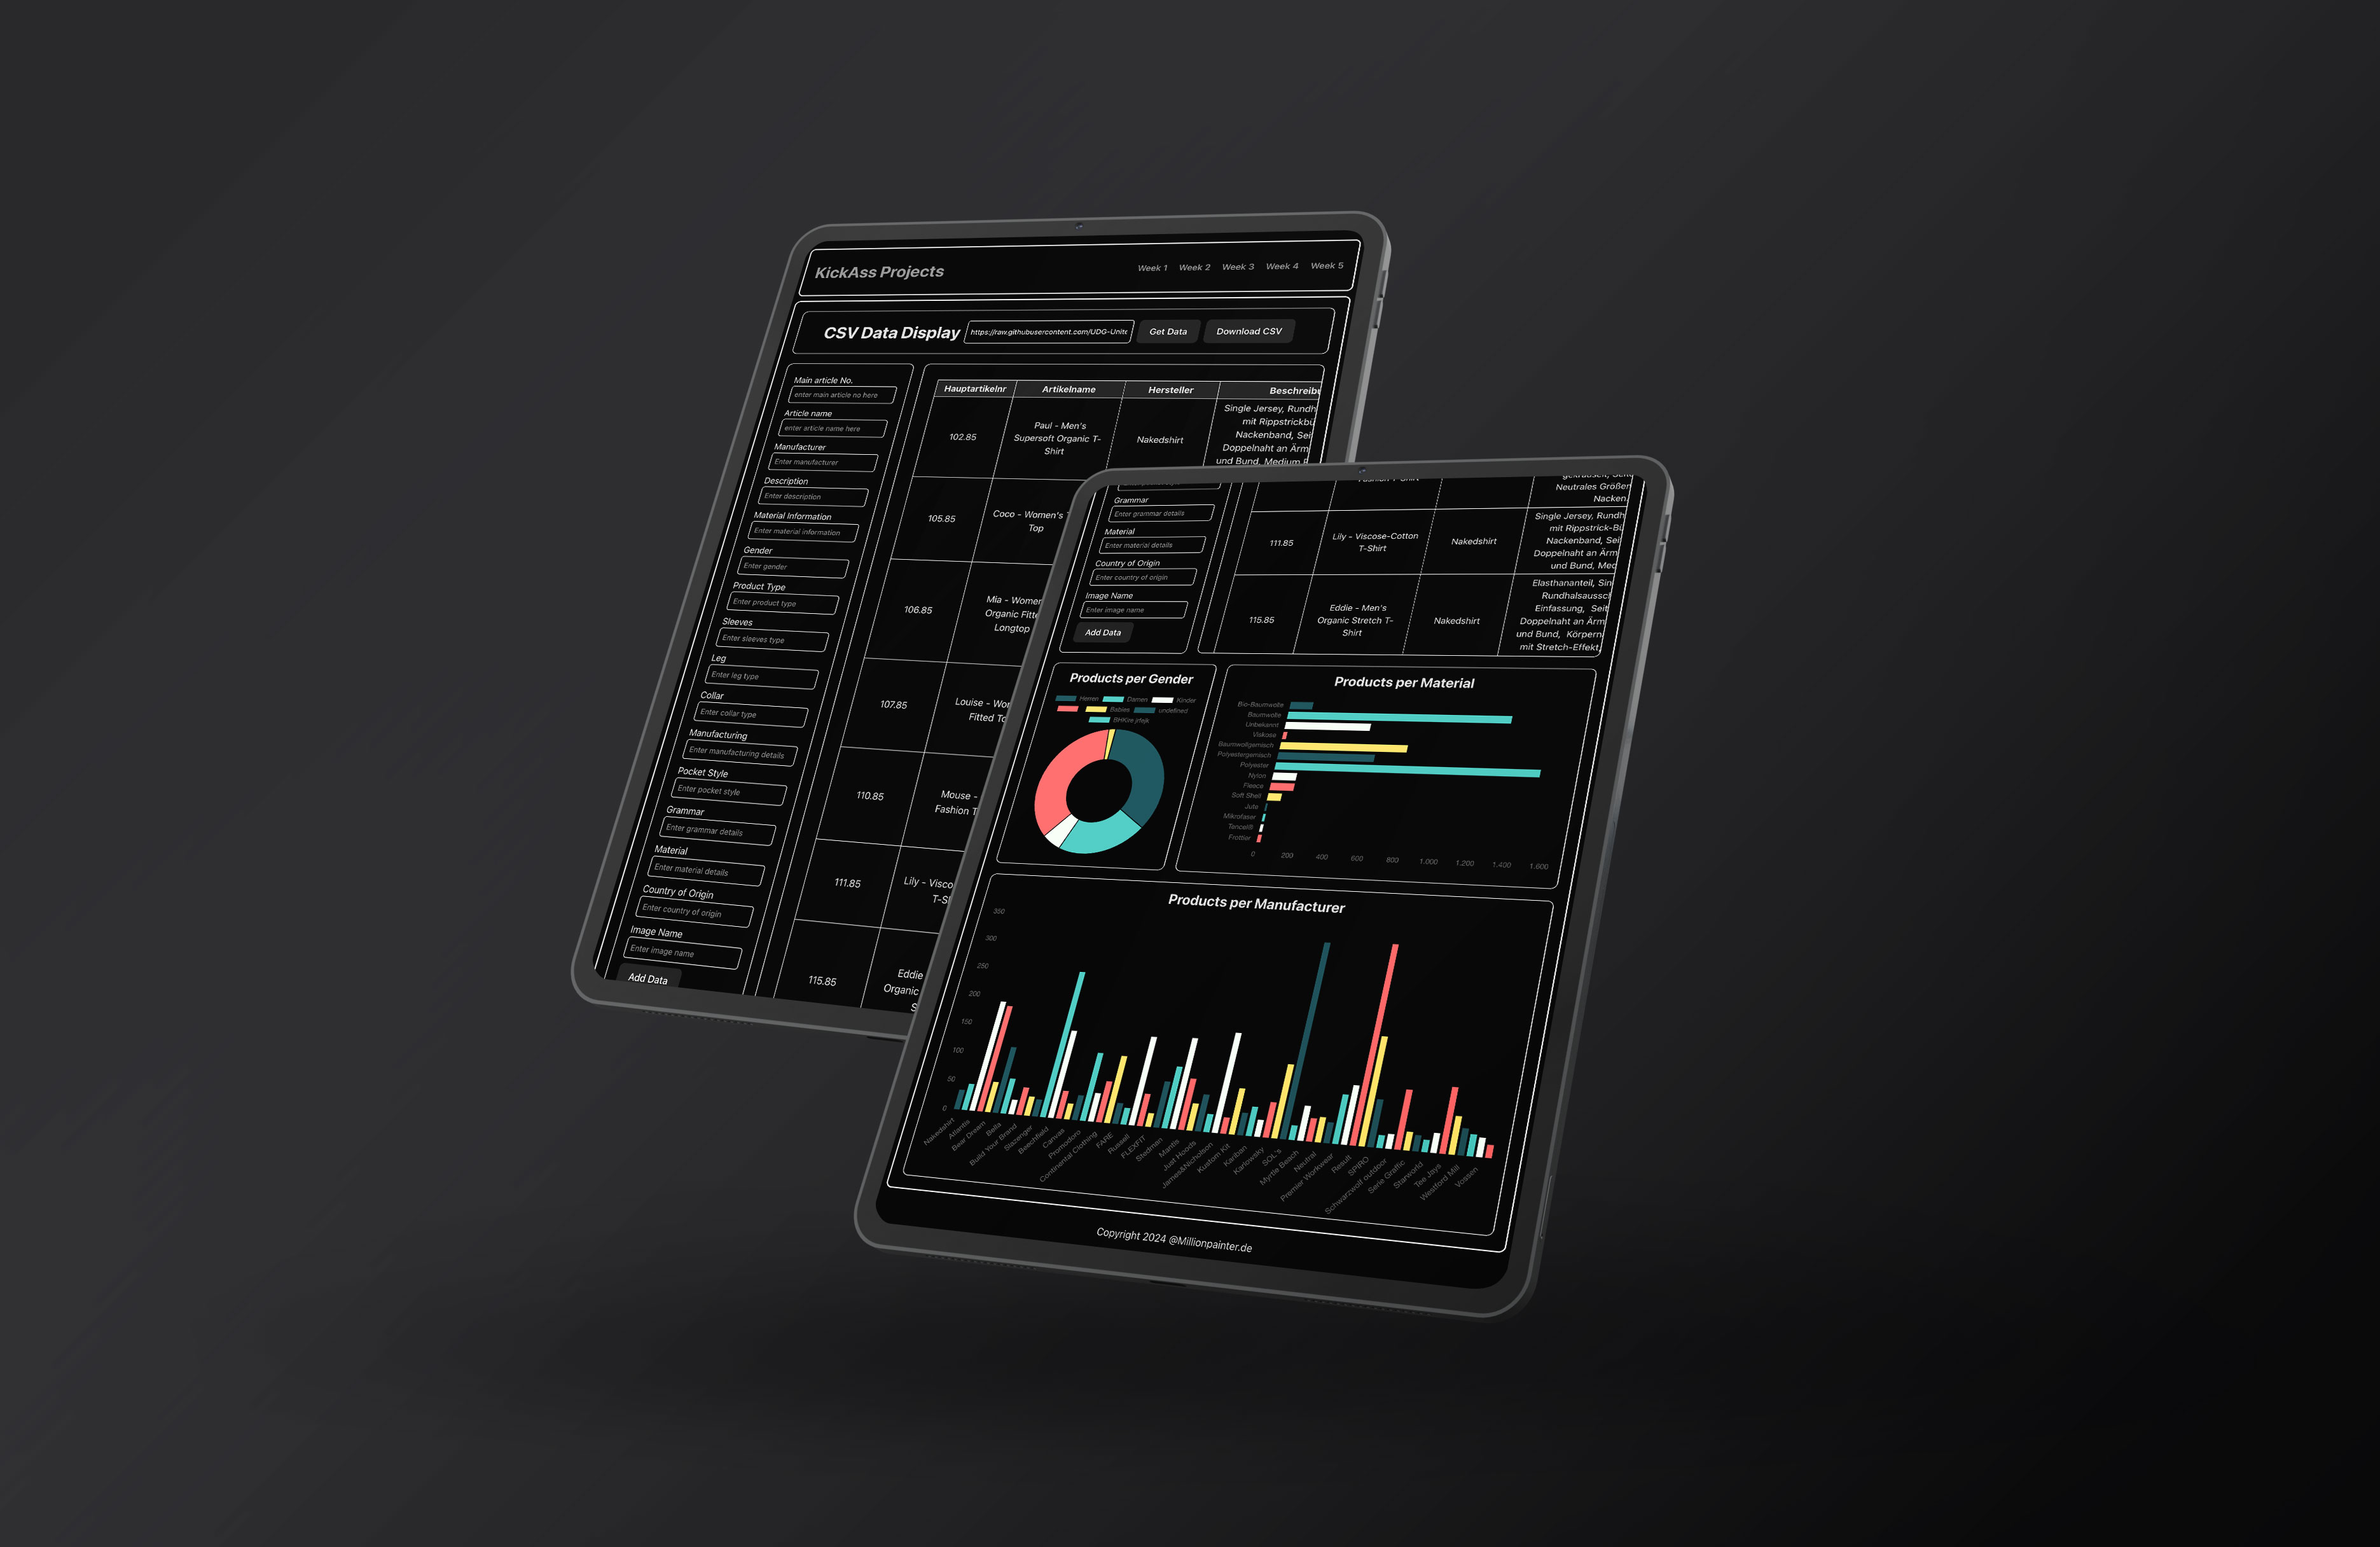 KickAss Projects
Week 1 Week 2 Week 3 Week 4 Week 5
CSV Data Display
https://raw.githubusercontent.com/UDG-Unite
Get Data
Download CSV
Main article No.
enter main article no here
Article name
enter article name here
Manufacturer
Enter manufacturer
Description
Enter description
Material Information
Enter material information
Gender
Enter gender
Product Type
Enter product type
Sleeves
Enter sleeves type
Leg
Enter leg type
Collar
Enter collar type
Manufacturing
Enter manufacturing details
Pocket Style
Enter pocket style
Grammar
Enter grammar details
Material
Enter material details
Country of Origin
Enter country of origin
Image Name
Enter image name
Add Data
Hauptartikelnr Artikelname Hersteller
102.85
Paul - Men's
Supersoft Organic T-
Shirt
Nakedshirt
Single Jersey, Rundh
mit Rippstrickbü
Nackenband, Sei
Doppelnaht an Ärm
und Bund, Medium F
105.85
Coco - Women's
Top
106.85
Mia - Women
Organic Fitte
Longtop
107.85
Louise - Wor
Fitted To
110.85
Mouse -
Fashion T
111.85
Lily - Visco
T-S
115.85
Eddie
Organic
S
Grammar
Enter grammar details
Material
Enter material details
Country of Origin
Enter country of origin
Image Name
Enter image name
Add Data
Neutrales Größen
Nacken
111.85
Lily - Viscose-Cotton
T-Shirt
Nakedshirt
Single Jersey, Rundh
mit Rippstrick-Bü
Nackenband, Sei
Doppelnaht an Ärm
und Bund, Med
115.85
Eddie - Men's
Organic Stretch T-
Shirt
Nakedshirt
Elasthananteil, Sin
Rundhalsaussch
Einfassung, Seit
Doppelnaht an Ärm
und Bund, Körpern
mit Stretch-Effekt,
Products per Gender
Herren Damen Kinder
Babies undefined
BHKire jrfejk
Products per Material
Bio-Baumwolle
Baumwolle
Unbekannt
Viskose
Baumwollgemisch
Polyestergemisch
Polyester
Nylon
Fleece
Soft Shell
Jute
Mikrofaser
Tencel®
Frottier
0 200 400 600 800 1.000 1.200 1.400 1.600
Products per Manufacturer
350
300
250
200
150
100
50
0
Nakedshirt
Atlantis
Bear Dream
Bella
Build Your Brand
Slazenger
Beechfield
Canvas
Promodoro
Continental Clothing
FARE
Russell
FLEXFIT
Stedman
Mantis
Just Hoods
James&Nicholson
Kustom Kit
Kariban
Karlowsky
SOL's
Myrtle Beach
Neutral
Premier Workwear
Result
SPIRO
Schwarzwolf outdoor
Serie Graffic
Starworld
Tee Jays
Westford Mill
Vossen
Copyright 2024 @Millionpainter.de